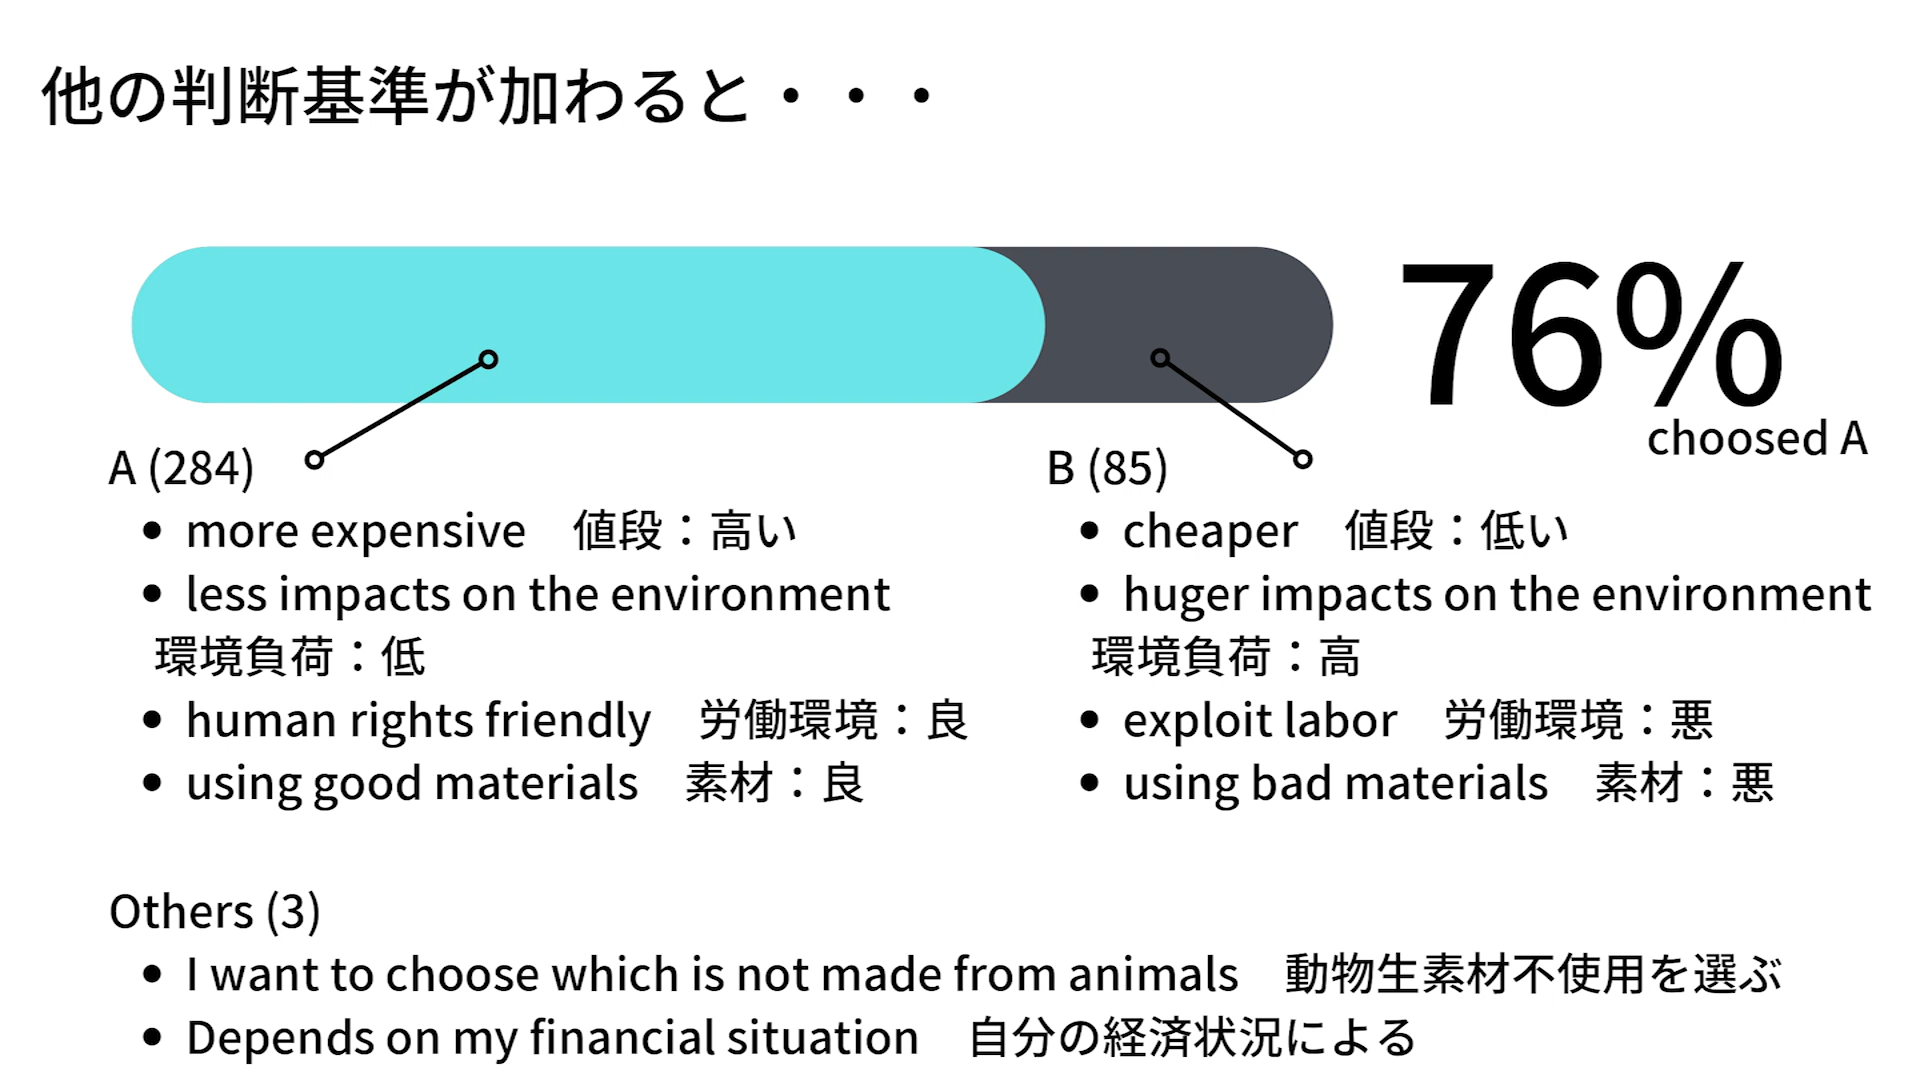 他の判断基準が加わると・・・
76%
choosed A
A (284)
• more expensive　値段：高い
• less impacts on the environment
環境負荷：低
• human rights friendly　労働環境：良
• using good materials　素材：良
B (85)
• cheaper　値段：低い
• huger impacts on the environment
環境負荷：高
• exploit labor　労働環境：悪
• using bad materials　素材：悪
Others (3)
• I want to choose which is not made from animals　動物生素材不使用を選ぶ
• Depends on my financial situation　自分の経済状況による